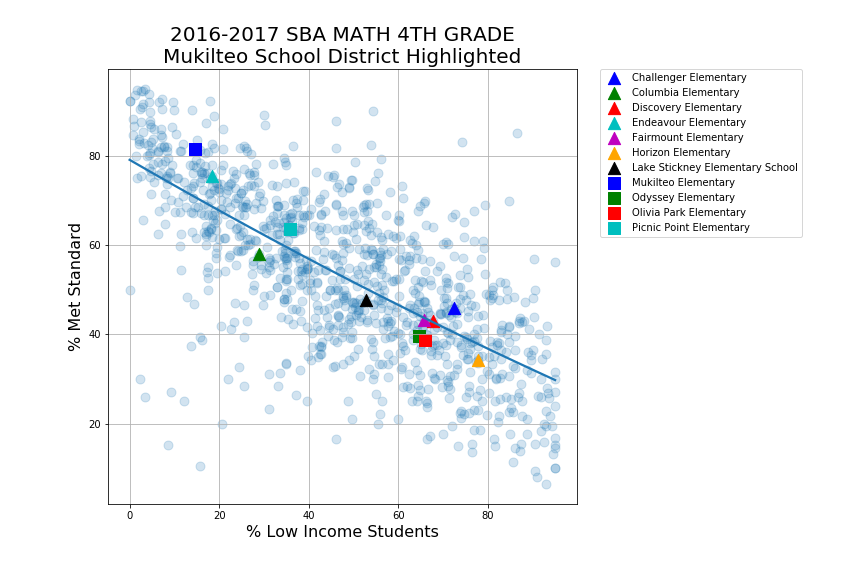 2016-2017 SBA MATH 4TH GRADE
Mukilteo School District Highlighted
% Met Standard
80
60
40
20
0 20 40 60 80
% Low Income Students
Challenger Elementary
Columbia Elementary
Discovery Elementary
Endeavour Elementary
Fairmount Elementary
Horizon Elementary
Lake Stickney Elementary School
Mukilteo Elementary
Odyssey Elementary
Olivia Park Elementary
Picnic Point Elementary